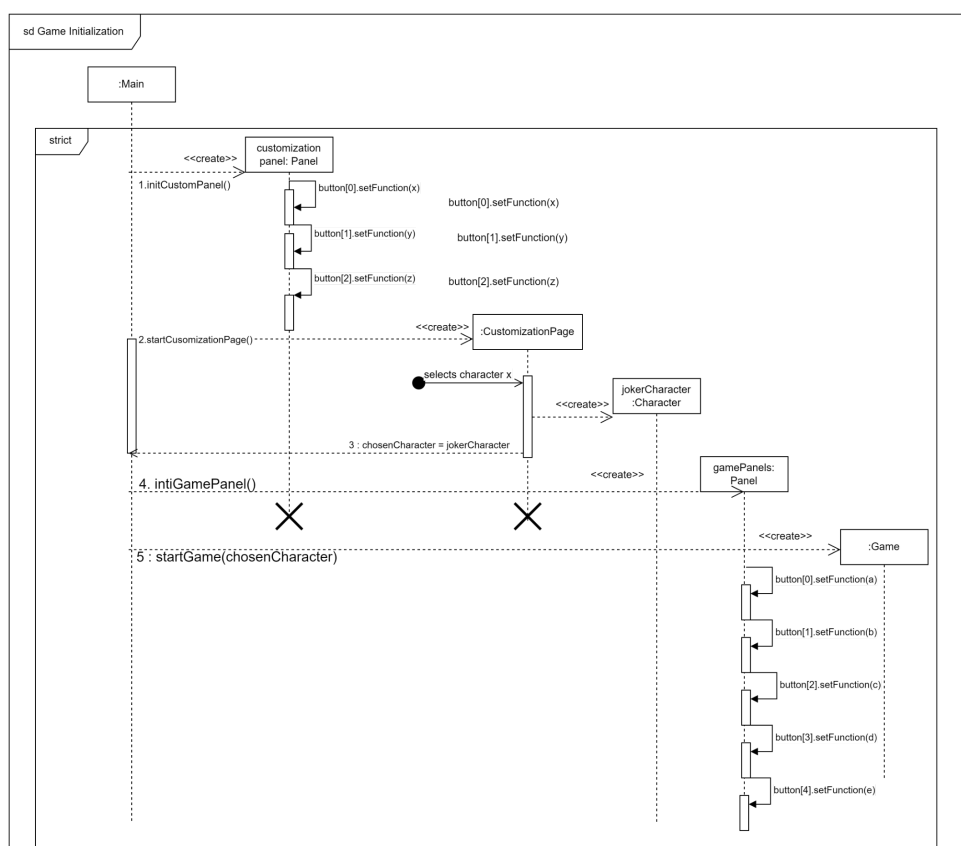 sd Game Initialization
:Main
strict
customization
panel: Panel
<<create>>
1.initCustomPanel()
button[0].setFunction(x)
button[0].setFunction(x)
button[1].setFunction(y)
button[1].setFunction(y)
button[2].setFunction(z)
button[2].setFunction(z)
<<create>>
:CustomizationPage
2.startCusomizationPage()
selects character x
jokerCharacter
:Character
<<create>>
3 : chosenCharacter = jokerCharacter
gamePanels:
Panel
<<create>>
4. intiGamePanel()
<<create>>
:Game
5 : startGame(chosenCharacter)
button[0].setFunction(a)
button[1].setFunction(b)
button[2].setFunction(c)
button[3].setFunction(d)
button[4].setFunction(e)